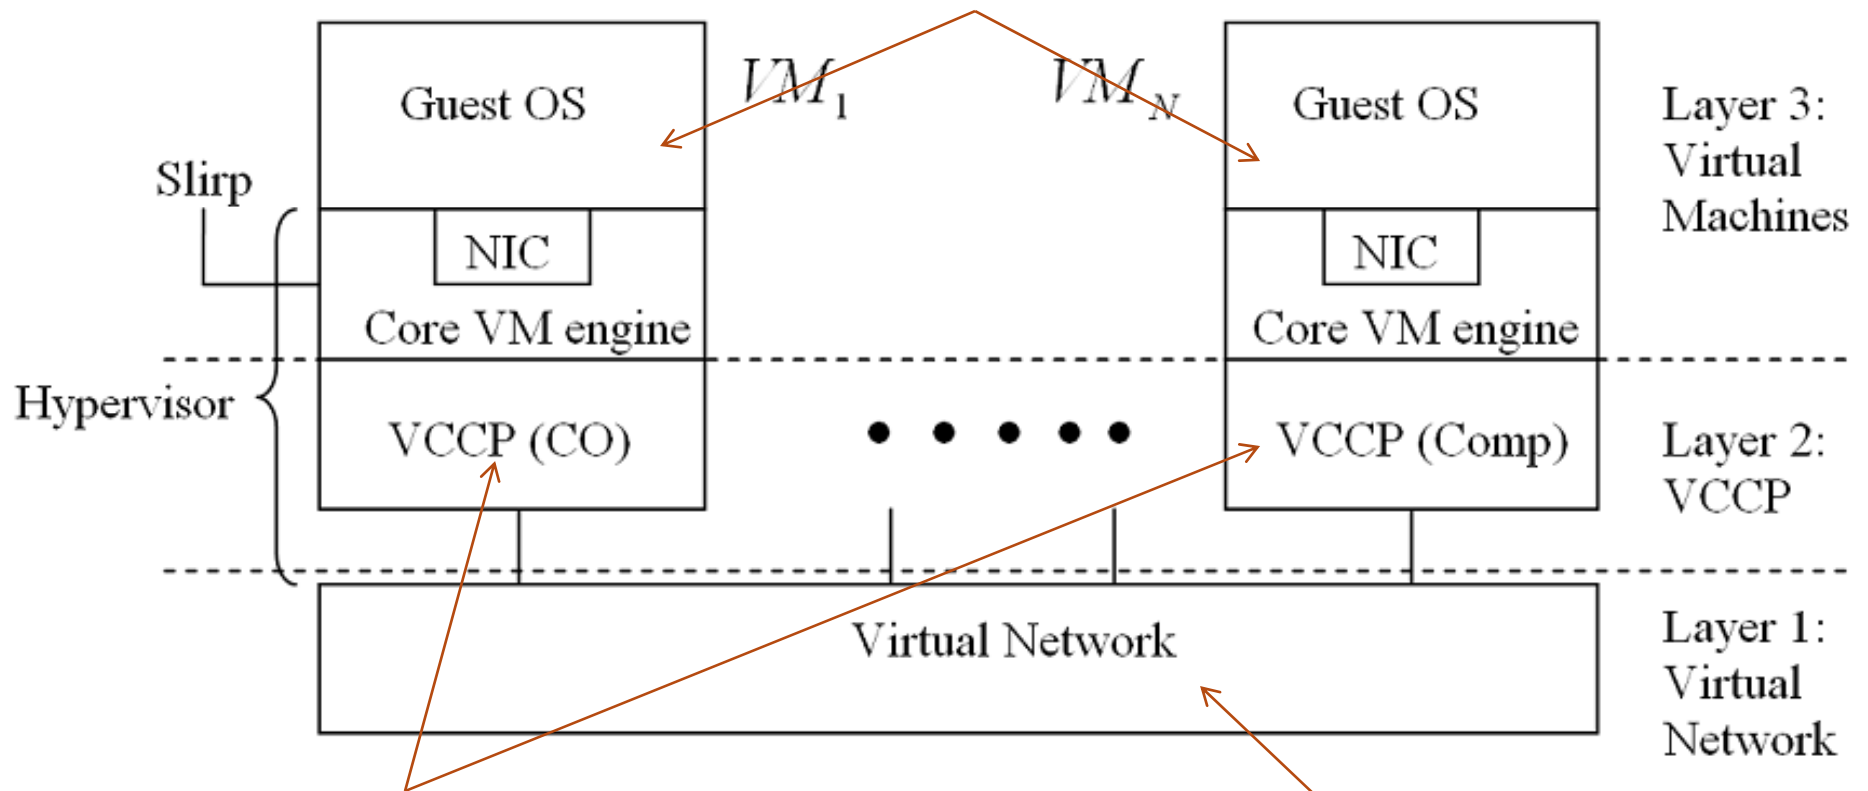 Guest OS
VM1
VMN
Guest OS
Layer 3:
Virtual
Machines
Slirp
NIC
NIC
Core VM engine
Core VM engine
Hypervisor
VCCP (CO)
VCCP (Comp)
Layer 2:
VCCP
Virtual Network
Layer 1:
Virtual
Network